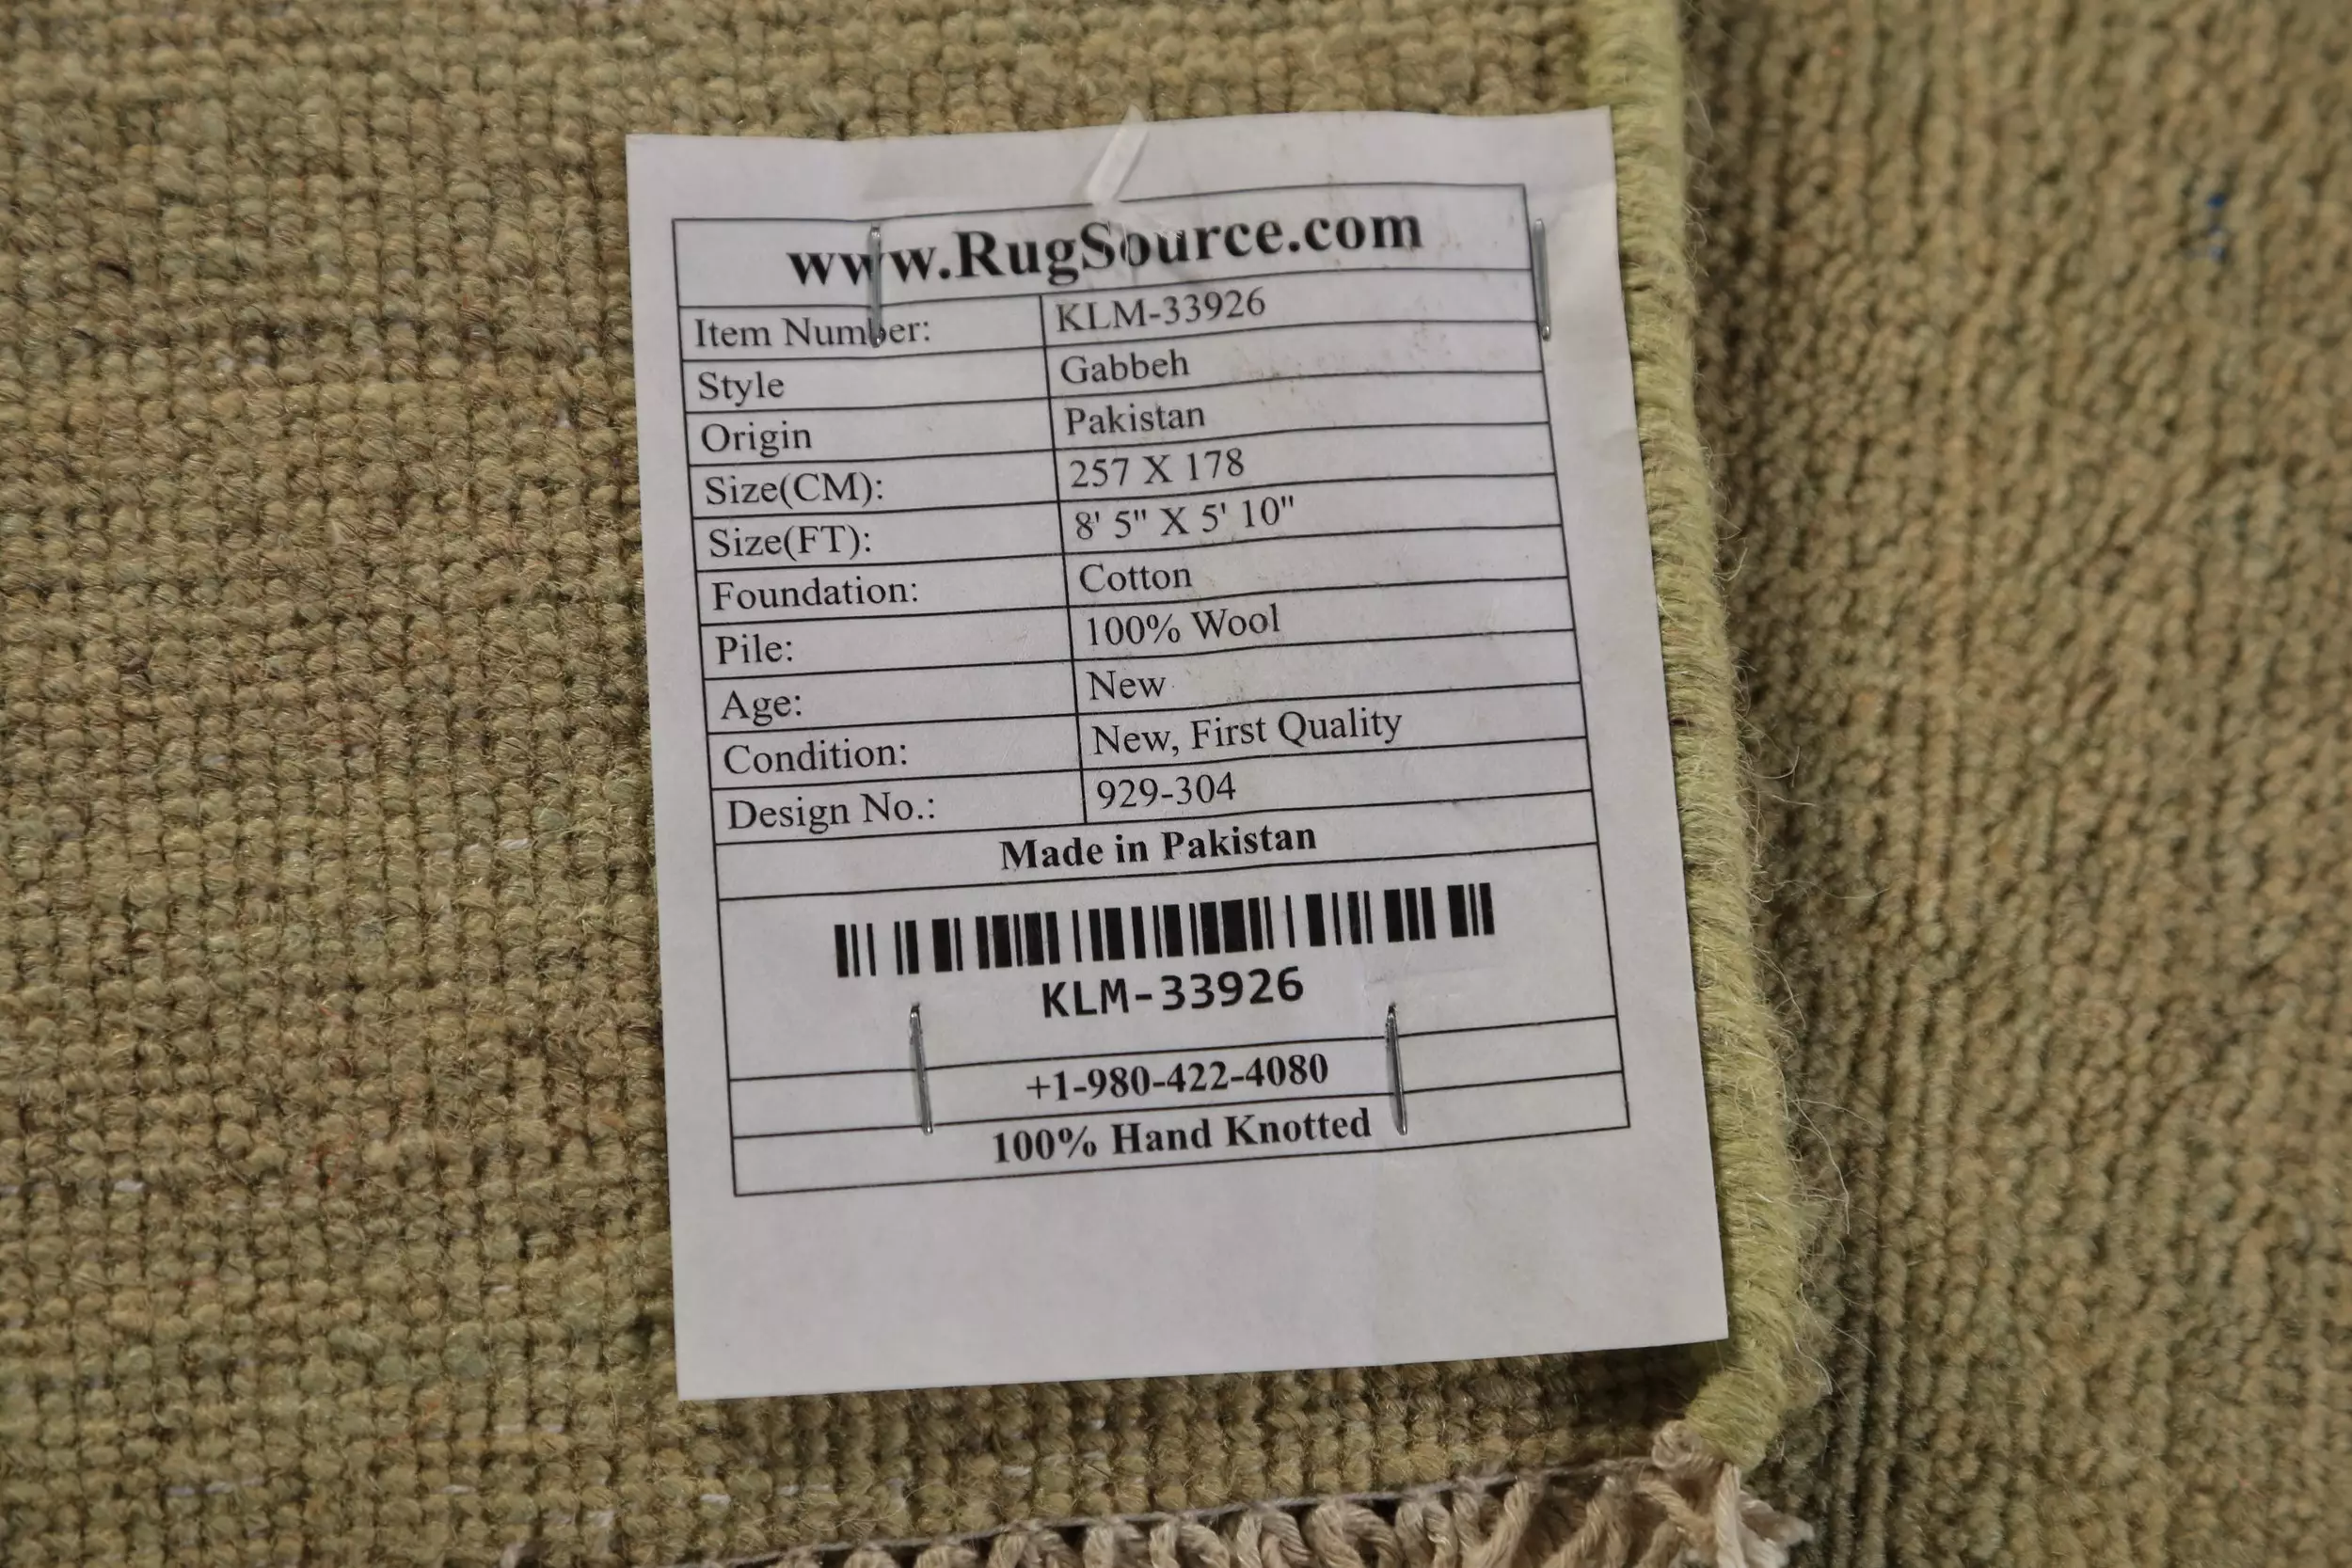 www.RugSource.com
Item Number: KLM-33926
Style Gabbeh
Origin Pakistan
Size(CM): 257 X 178
Size(FT): 8' 5" X 5' 10"
Foundation: Cotton
Pile: 100% Wool
Age: New
Condition: New, First Quality
Design No.: 929-304
Made in Pakistan
KLM-33926
+1-980-422-4080
100% Hand Knotted